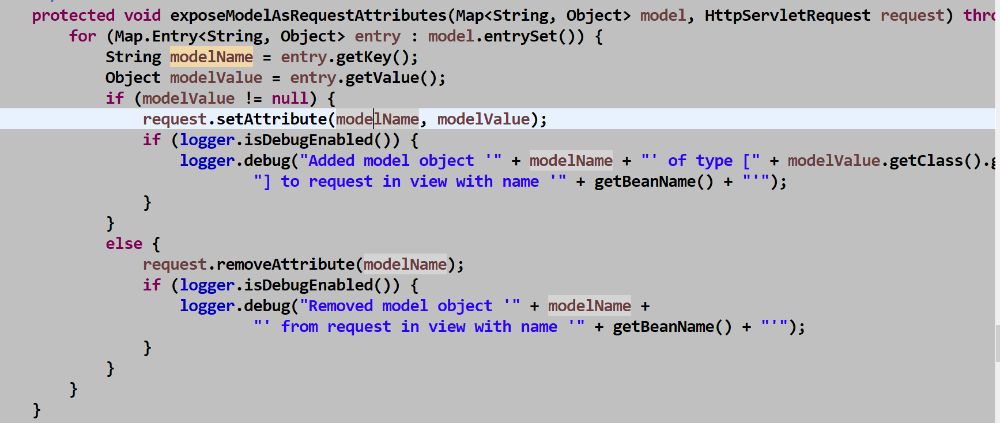 protected void exposeModelAsRequestAttributes(Map<String, Object> model, HttpServletRequest request)
for (Map.Entry<String, Object> entry : model.entrySet()) {
String modelName = entry.getKey();
Object modelValue = entry.getValue();
if (modelValue != null) {
request.setAttribute(modelName, modelValue);
if (logger.isDebugEnabled()) {
logger.debug("Added model object '" + modelName + "' of type [" + modelValue.getClass().
"] to request in view with name '" + getBeanName() + "'");
}
}
else {
request.removeAttribute(modelName);
if (logger.isDebugEnabled()) {
logger.debug("Removed model object '" + modelName +
"' from request in view with name '" + getBeanName() + "'");
}
}
}
}